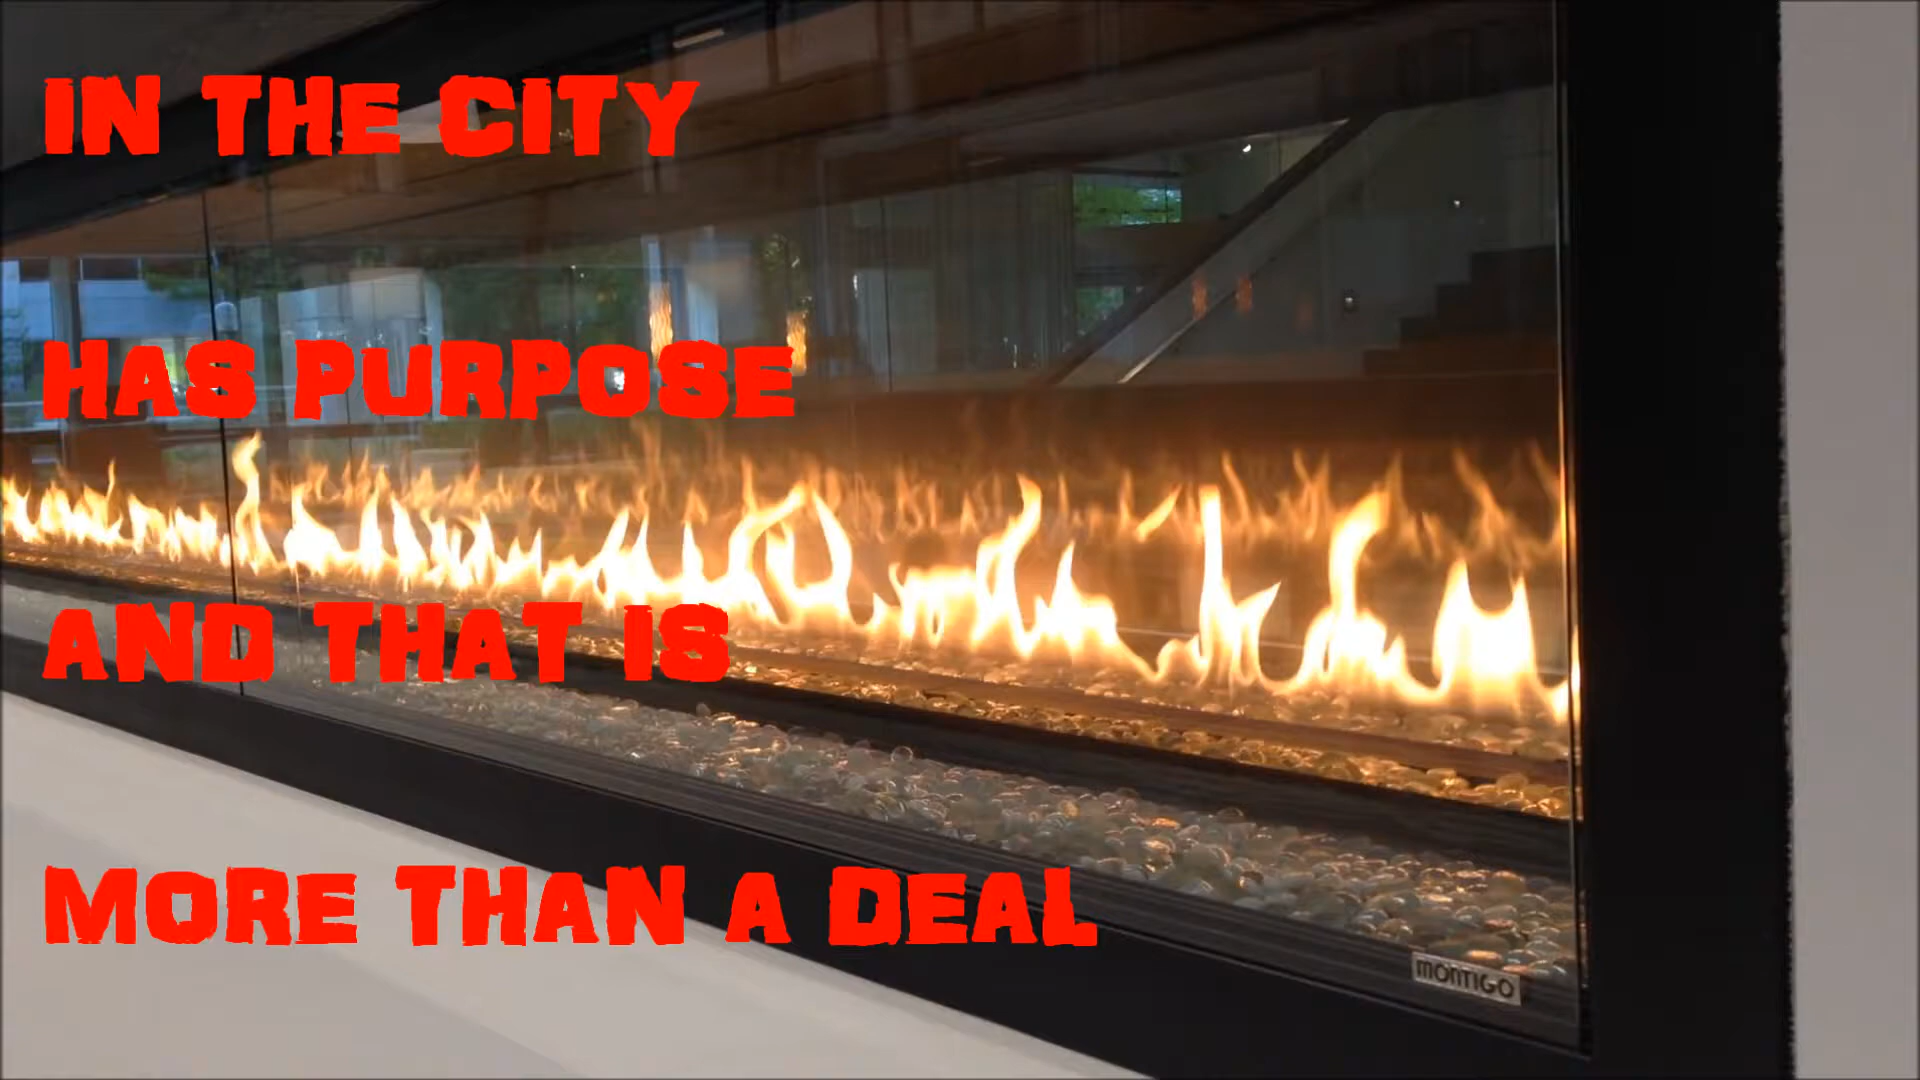 IN THE CITY
HAS PURPOSE
AND THAT IS
MORE THAN A DEAL
MONTIGO